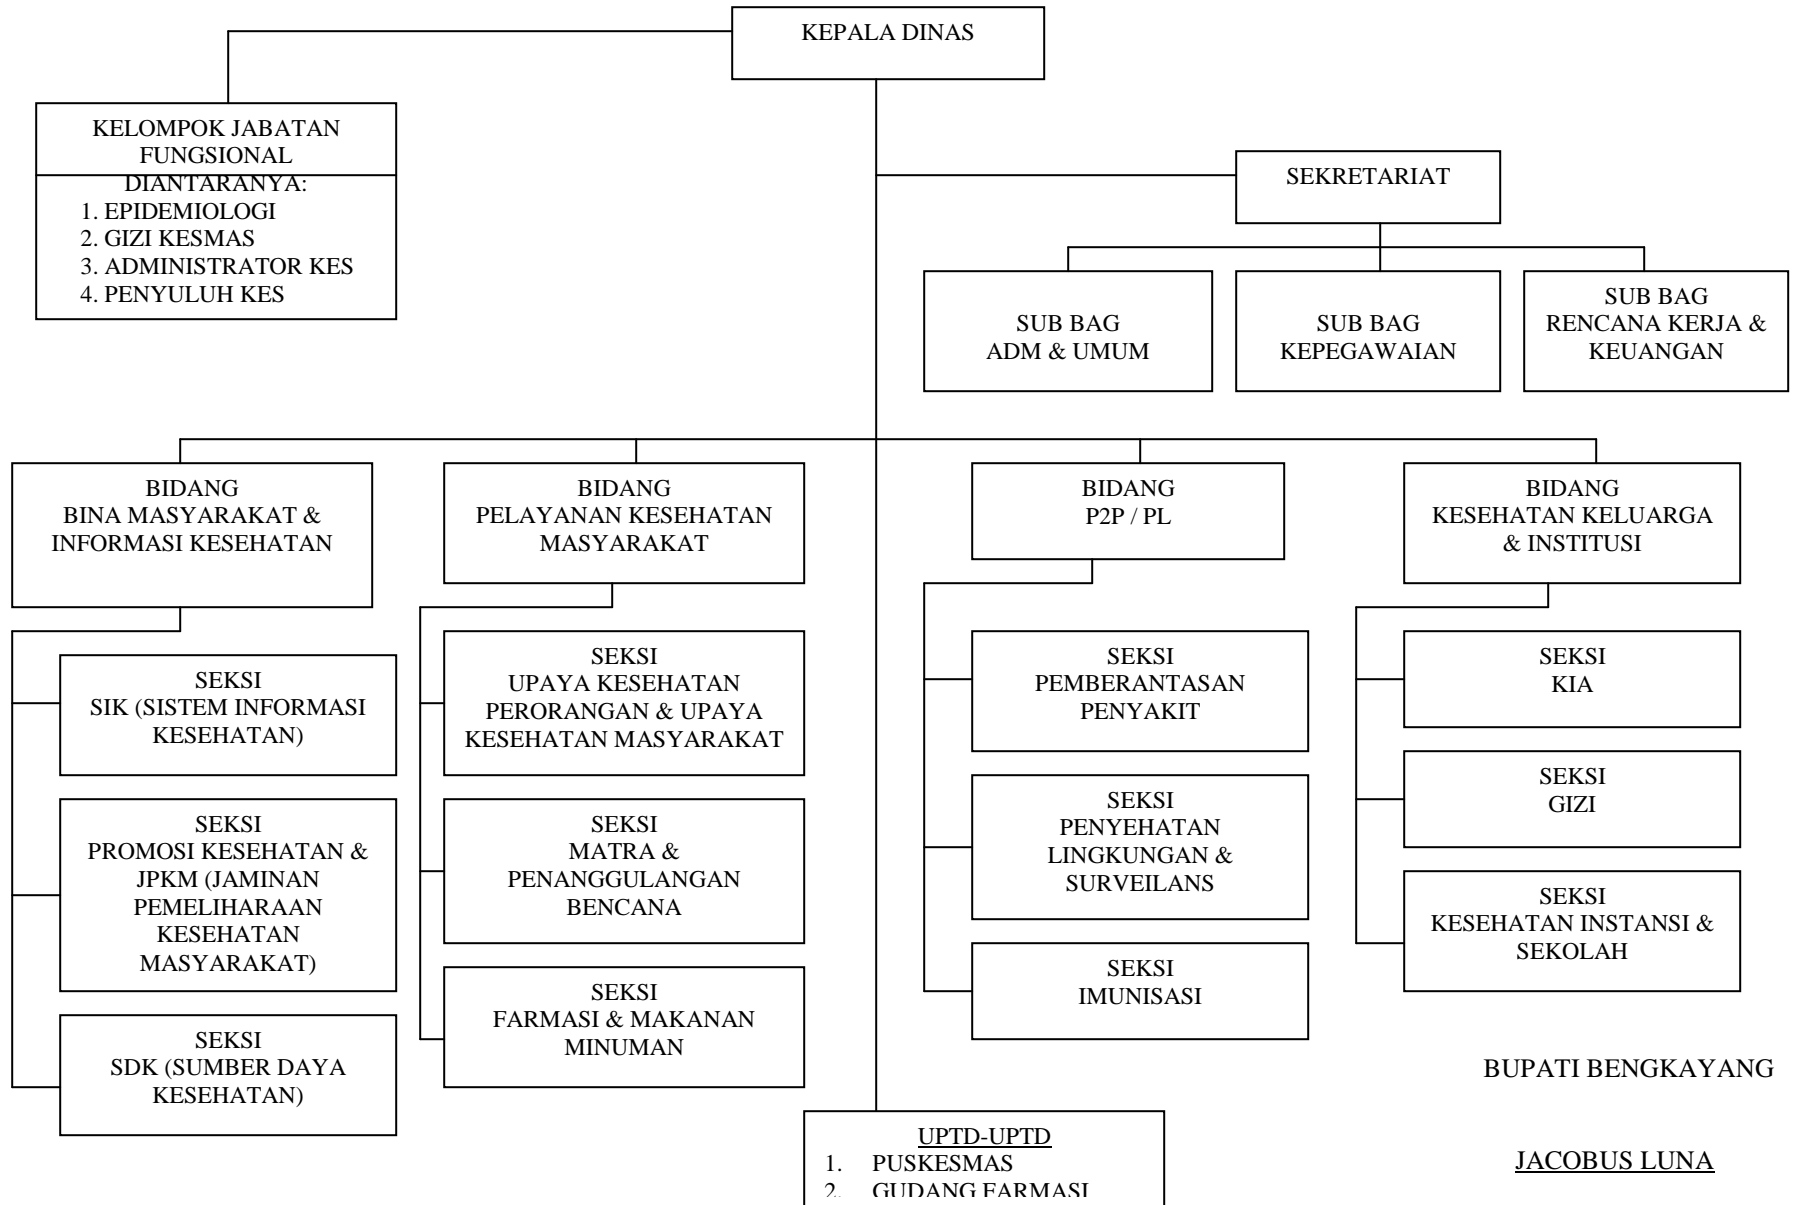 KEPALA DINAS
KELOMPOK JABATAN
FUNGSIONAL
DIANTARANYA:
1. EPIDEMIOLOGI
2. GIZI KESMAS
3. ADMINISTRATOR KES
4. PENYULUH KES
SEKRETARIAT
SUB BAG
ADM & UMUM
SUB BAG
KEPEGAWAIAN
SUB BAG
RENCANA KERJA &
KEUANGAN
BIDANG
BINA MASYARAKAT &
INFORMASI KESEHATAN
BIDANG
PELAYANAN KESEHATAN
MASYARAKAT
BIDANG
P2P / PL
BIDANG
KESEHATAN KELUARGA
& INSTITUSI
SEKSI
SIK (SISTEM INFORMASI
KESEHATAN)
SEKSI
PROMOSI KESEHATAN &
JPKM (JAMINAN
PEMELIHARAAN
KESEHATAN
MASYARAKAT)
SEKSI
SDK (SUMBER DAYA
KESEHATAN)
SEKSI
UPAYA KESEHATAN
PERORANGAN & UPAYA
KESEHATAN MASYARAKAT
SEKSI
MATRA &
PENANGGULANGAN
BENCANA
SEKSI
FARMASI & MAKANAN
MINUMAN
SEKSI
PEMBERANTASAN
PENYAKIT
SEKSI
PENYEHATAN
LINGKUNGAN &
SURVEILANS
SEKSI
IMUNISASI
SEKSI
KIA
SEKSI
GIZI
SEKSI
KESEHATAN INSTANSI &
SEKOLAH
UPTD-UPTD
1. PUSKESMAS
2. GUDANG FARMASI
BUPATI BENGKAYANG
JACOBUS LUNA